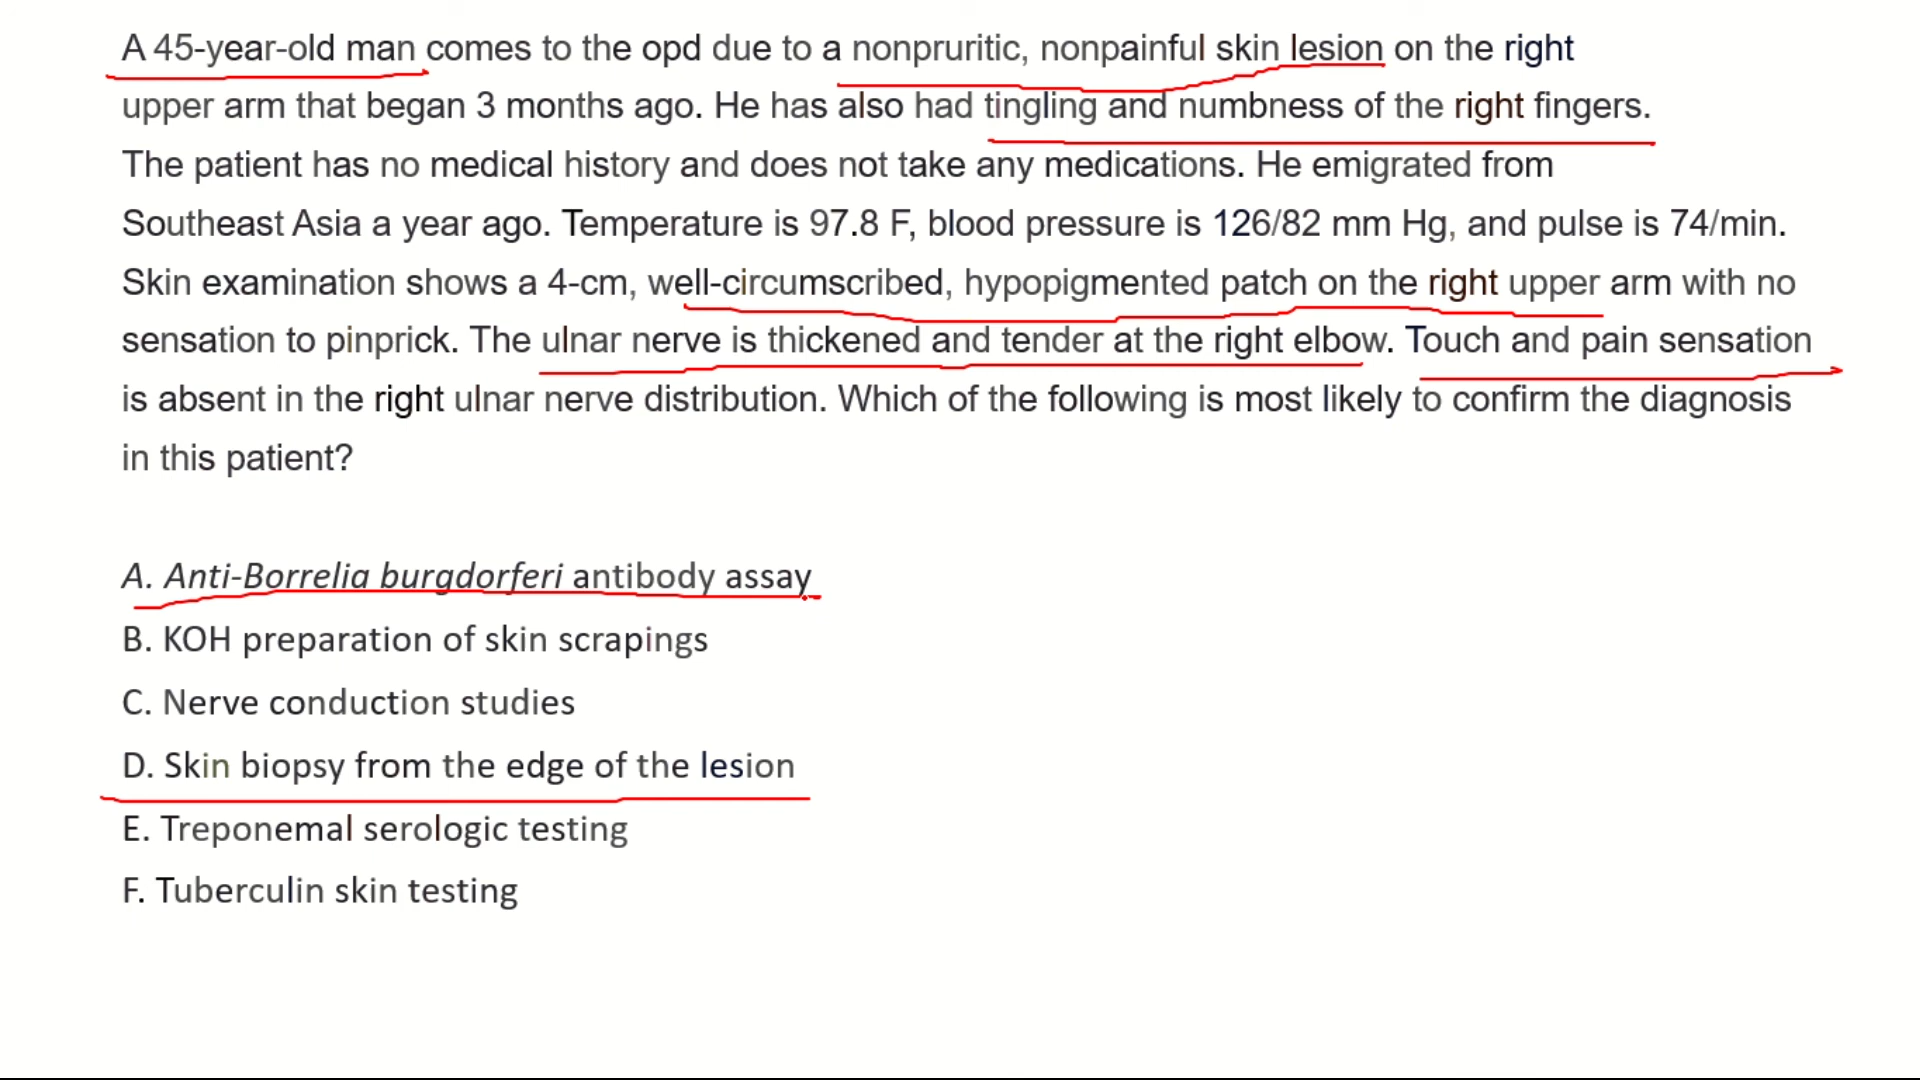 A 45-year-old man comes to the opd due to a nonpruritic, nonpainful skin lesion on the right
upper arm that began 3 months ago. He has also had tingling and numbness of the right fingers.
The patient has no medical history and does not take any medications. He emigrated from
Southeast Asia a year ago. Temperature is 97.8 F, blood pressure is 126/82 mm Hg, and pulse is 74/min.
Skin examination shows a 4-cm, well-circumscribed, hypopigmented patch on the right upper arm with no
sensation to pinprick. The ulnar nerve is thickened and tender at the right elbow. Touch and pain sensation
is absent in the right ulnar nerve distribution. Which of the following is most likely to confirm the diagnosis
in this patient?
A. Anti-Borrelia burgdorferi antibody assay
B. KOH preparation of skin scrapings
C. Nerve conduction studies
D. Skin biopsy from the edge of the lesion
E. Treponemal serologic testing
F. Tuberculin skin testing